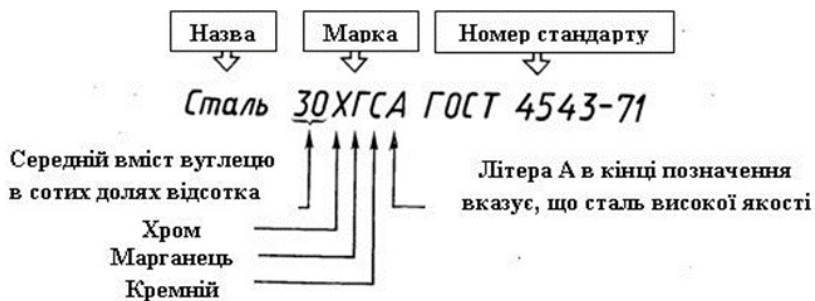 Назва Марка Номер стандарту
Сталь 30ХГСА ГОСТ 4543-71
Середній вміст вуглецю
в сотих долях відсотка
Літера А в кінці позначення
вказує, що сталь високої якості
Хром
Марганець
Кремній